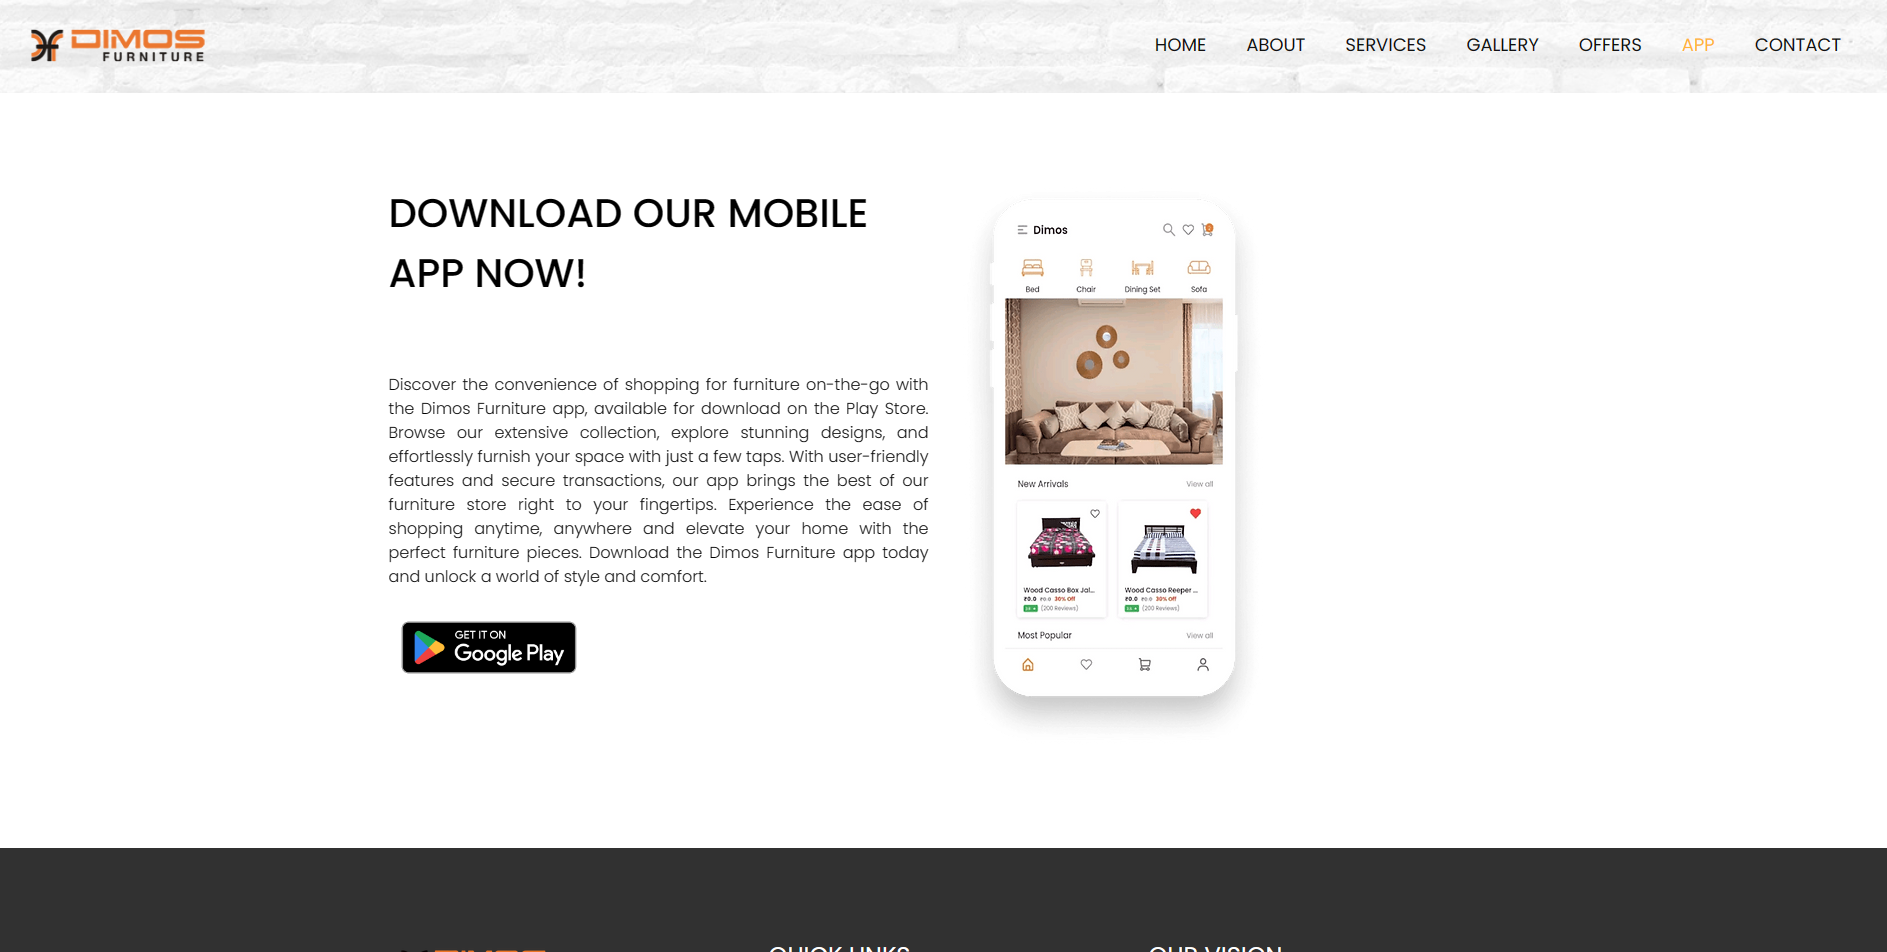 DIMOS
FURNITURE
HOME ABOUT SERVICES GALLERY OFFERS APP CONTACT
DOWNLOAD OUR MOBILE
APP NOW!
Discover the convenience of shopping for furniture on-the-go with
the Dimos Furniture app, available for download on the Play Store.
Browse our extensive collection, explore stunning designs, and
effortlessly furnish your space with just a few taps. With user-friendly
features and secure transactions, our app brings the best of our
furniture store right to your fingertips. Experience the ease of
shopping anytime, anywhere and elevate your home with the
perfect furniture pieces. Download the Dimos Furniture app today
and unlock a world of style and comfort.
GET IT ON
Google Play
Dimos
Bed Chair Dining Set Sofa
New Arrivals View all
Wood Casso Box Jal... Wood Casso Reeper ...
₹0.0 ₹0.0 30% Off ₹0.0 ₹0.0 30% Off
(200 Reviews) (200 Reviews)
Most Popular View all
DIMOS QUICK LINKS OUR VISION